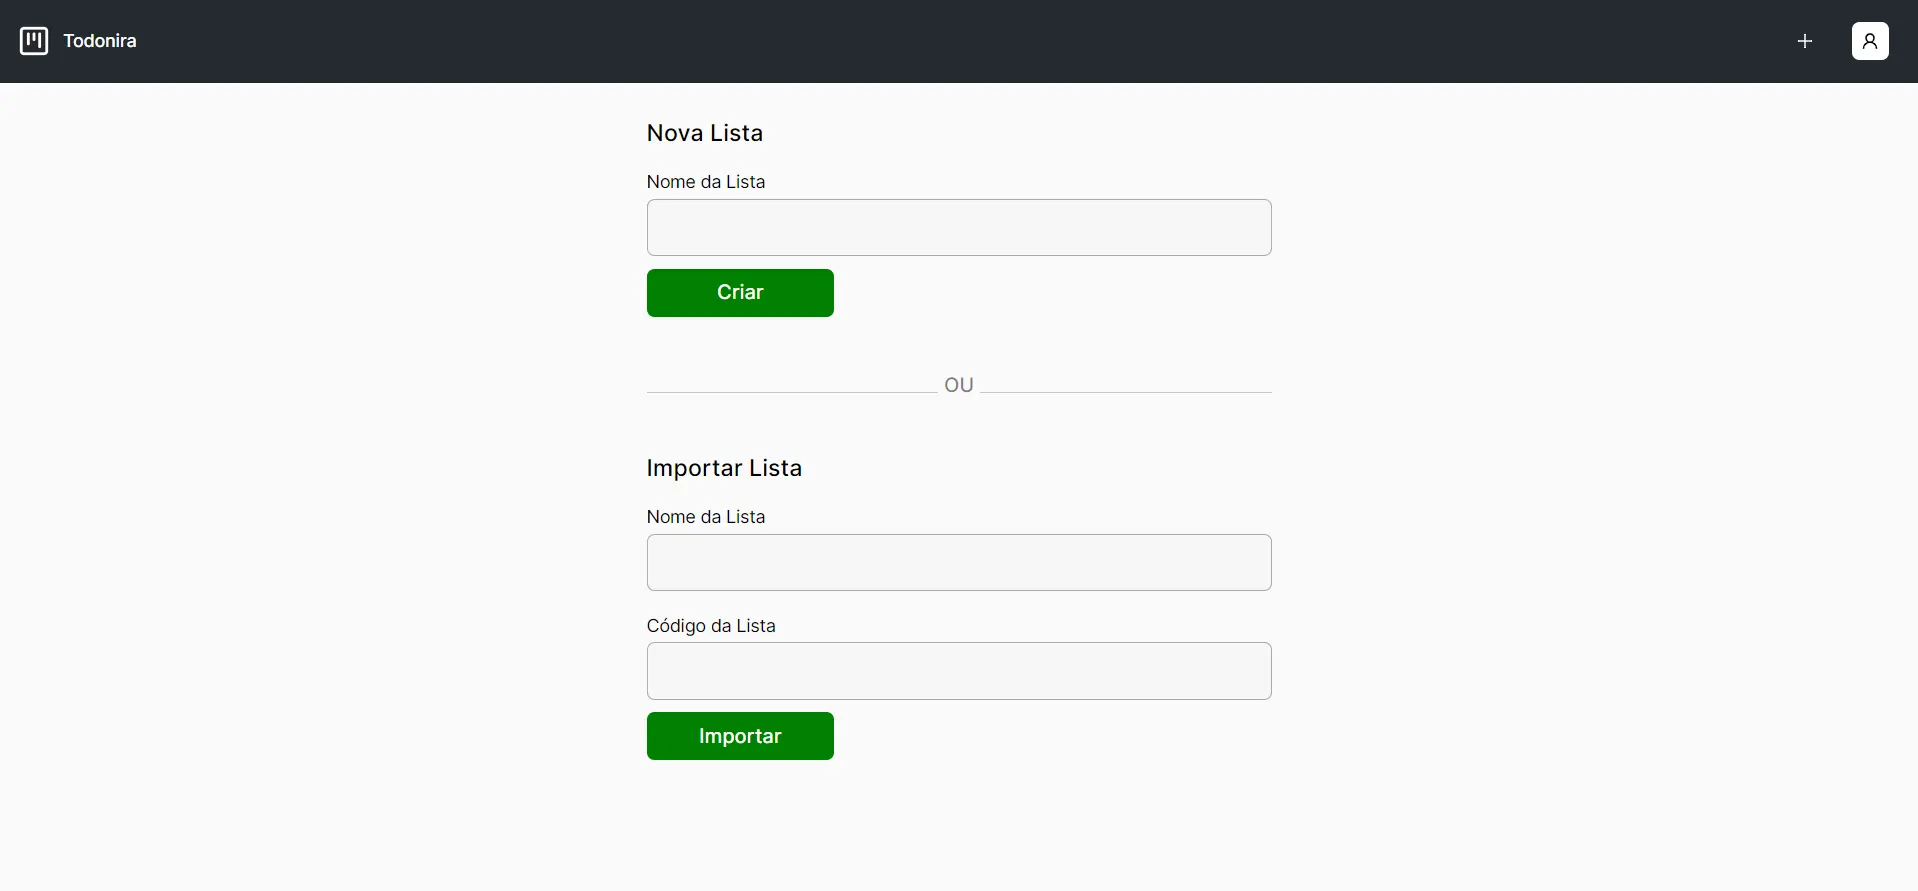 Todonira
Nova Lista
Nome da Lista
Criar
OU
Importar Lista
Nome da Lista
Código da Lista
Importar